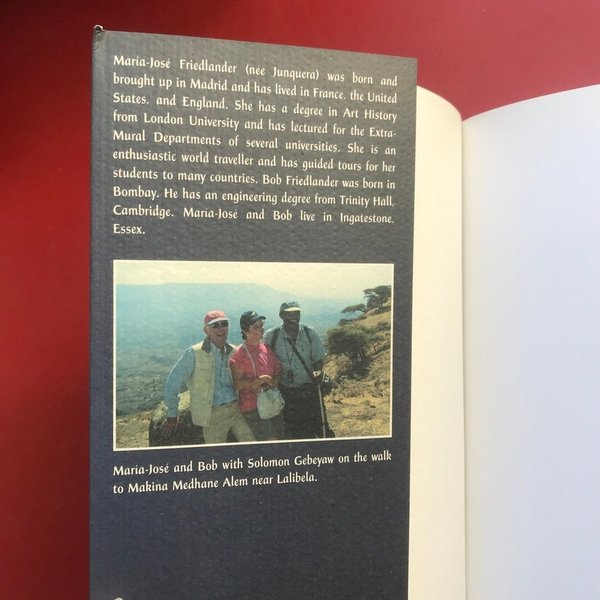 María-José Friedlander (née Junquera) was born and
brought up in Madrid and has lived in France, the United
States, and England. She has a degree in Art History
from London University and has lectured for the Extra-
Mural Departments of several universities. She is an
enthusiastic world traveller and has guided tours for her
students to many countries. Bob Friedlander was born in
Bombay. He has an engineering degree from Trinity Hall,
Cambridge. María-José and Bob live in Ingatestone,
Essex.
María-José and Bob with Solomon Gebeyaw on the walk
to Makina Medhane Alem near Lalibela.